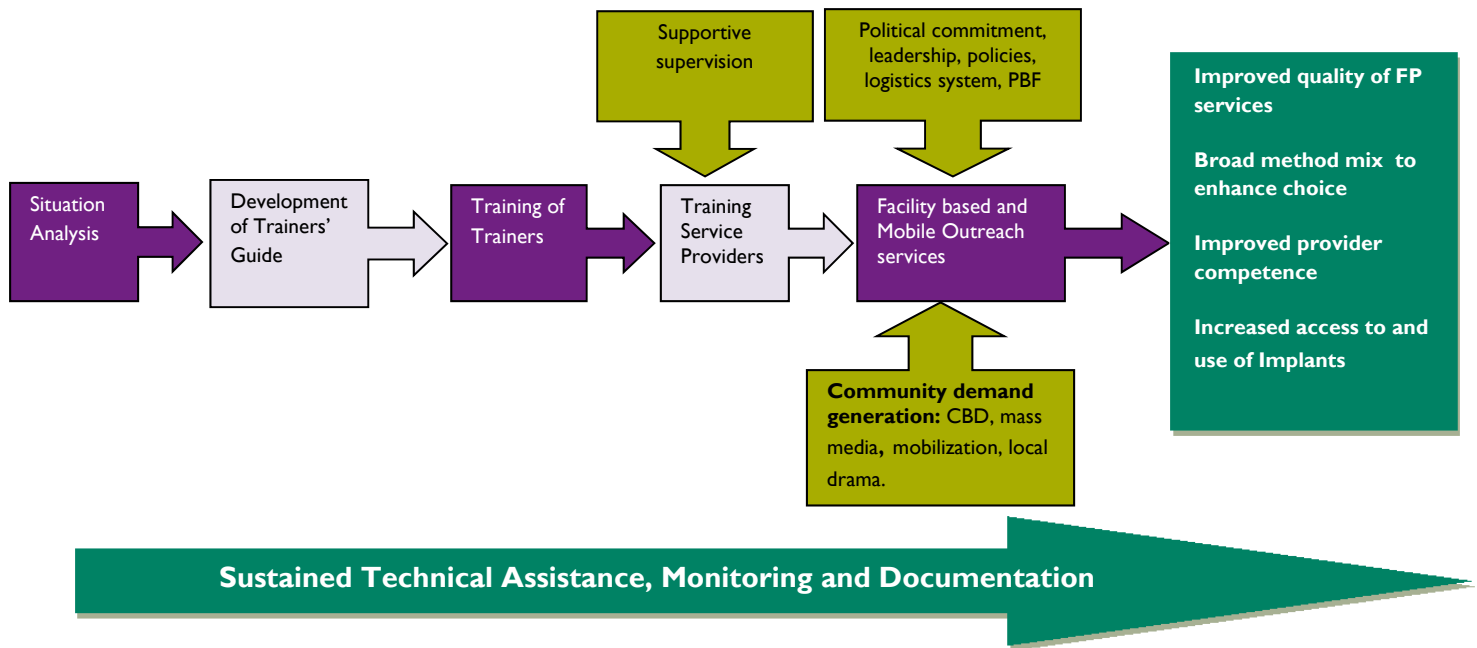 Supportive
supervision
Political commitment,
leadership, policies,
logistics system, PBF
Situation
Analysis
Development
of Trainers’
Guide
Training of
Trainers
Training
Service
Providers
Facility based and
Mobile Outreach
services
Community demand
generation: CBD, mass
media, mobilization, local
drama.
Improved quality of FP
services
Broad method mix to
enhance choice
Improved provider
competence
Increased access to and
use of Implants
Sustained Technical Assistance, Monitoring and Documentation